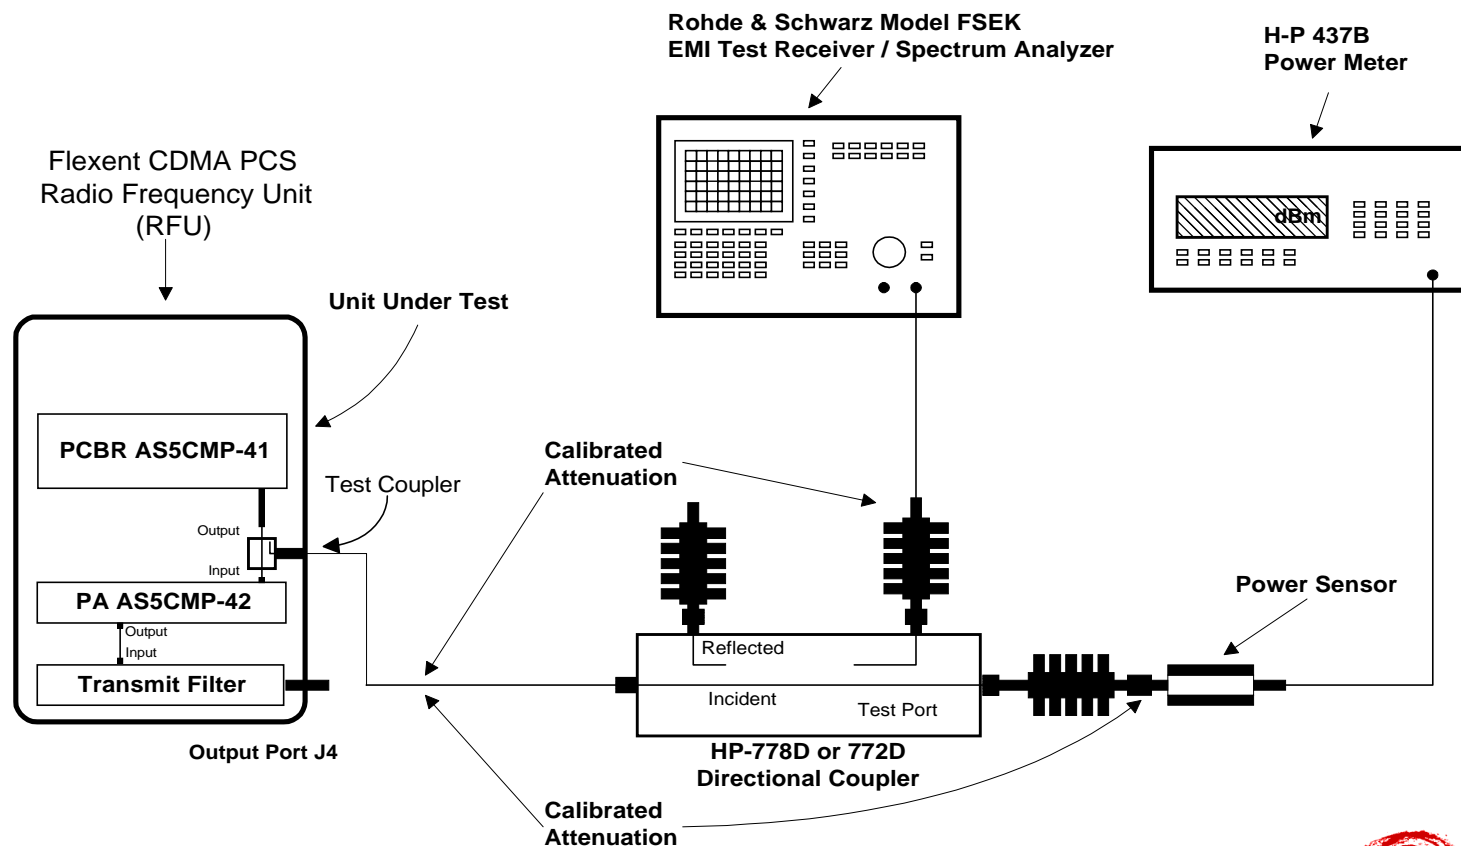 Rohde & Schwarz Model FSEK
EMI Test Receiver / Spectrum Analyzer
H-P 437B
Power Meter
dBm
Flexent CDMA PCS
Radio Frequency Unit
(RFU)
Unit Under Test
PCBR AS5CMP-41
Test Coupler
Output
Input
PA AS5CMP-42
Output
Input
Transmit Filter
Output Port J4
Calibrated
Attenuation
Reflected
Incident
Test Port
HP-778D or 772D
Directional Coupler
Power Sensor
Calibrated
Attenuation